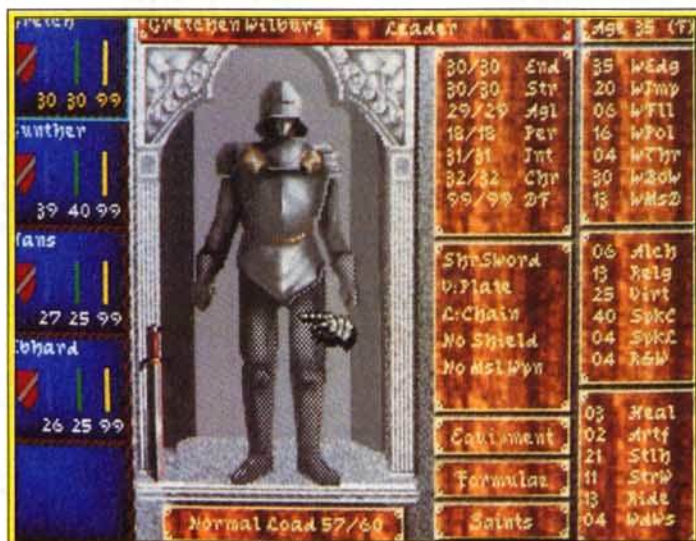 Gretch
30 30 99
Gunther
39 40 99
Hans
27 25 99
Ebhard
26 25 99
Gretchen Wilburg Leader
Age 35 (F)
30/30 End
30/30 Str
29/29 Agl
18/18 Per
31/31 Int
32/32 Chr
99/99 DF
35 WEdg
20 WImp
06 WFll
16 WPol
04 WThr
30 WBow
13 WMsD
ShrSword
V:Plate
L:Chain
No Shield
No Msl Wpn
06 Alch
13 Relg
25 Virt
40 SpkC
04 SpkL
04 R&W
03 Heal
02 Artf
21 Stlh
11 StrW
13 Ride
04 WdWs
Equipment
Formulae
Saints
Normal Load 57/60